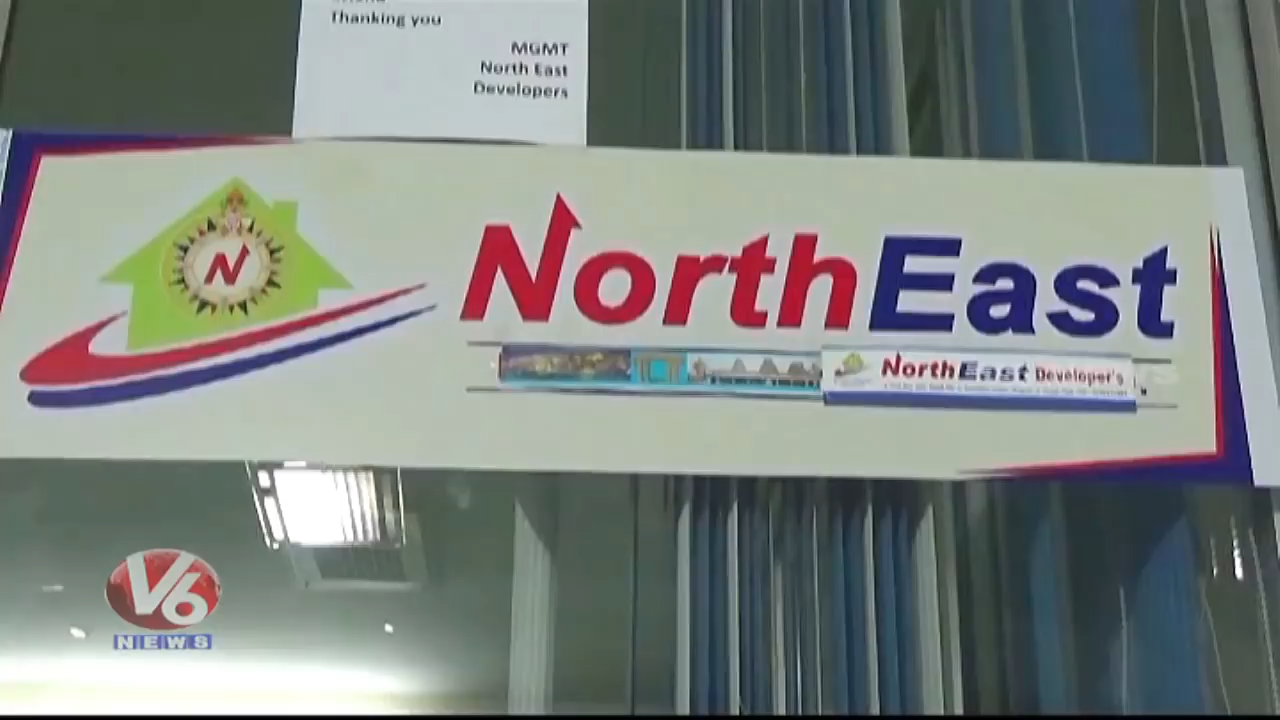 Thanking you
MGMT
North East
Developers
N
NorthEast
NorthEast Developer's
V6
NEWS